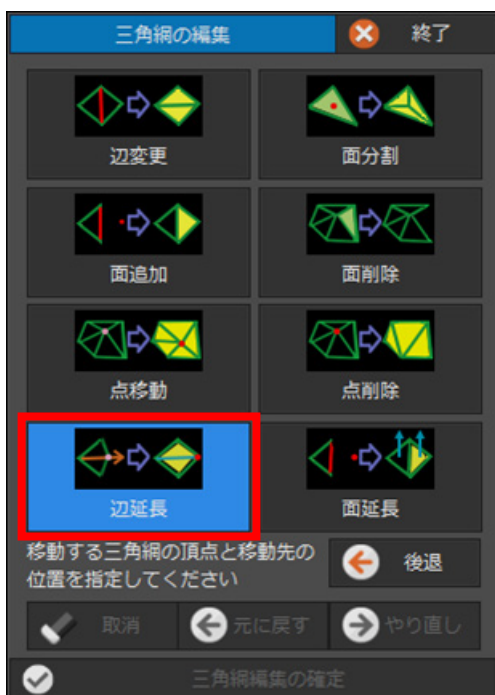 三角網の編集
終了
辺変更
面分割
面追加
面削除
点移動
点削除
辺延長
面延長
移動する三角網の頂点と移動先の
位置を指定してください
後退
取消
元に戻す
やり直し
三角網編集の確定